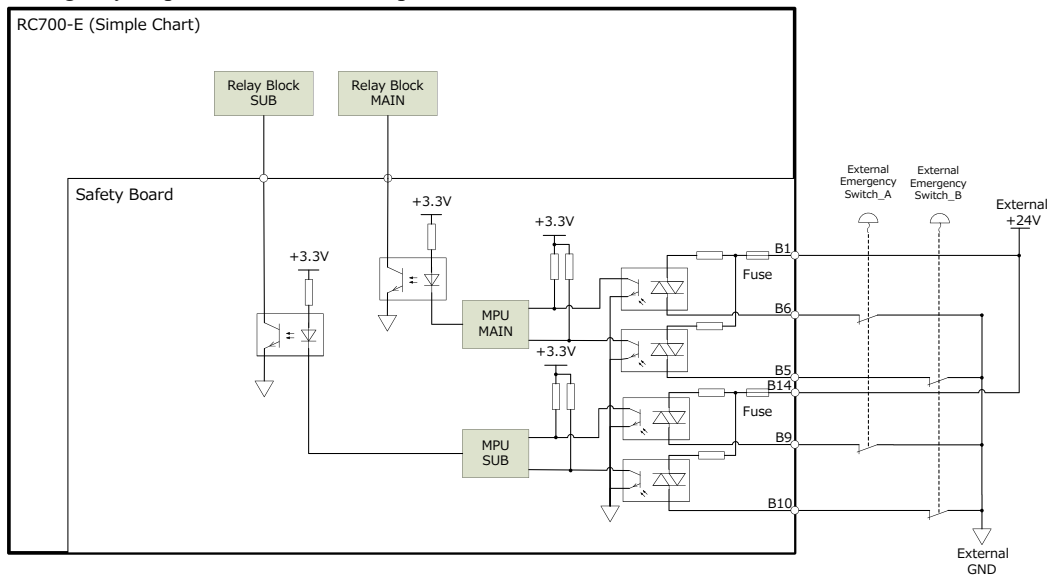 RC700-E (Simple Chart)
Relay Block
SUB
Relay Block
MAIN
Safety Board
+3.3V
+3.3V
+3.3V
+3.3V
MPU
MAIN
MPU
SUB
Fuse
Fuse
B1
B6
B5
B14
B9
B10
External
Emergency
Switch_A
External
Emergency
Switch_B
External
+24V
External
GND